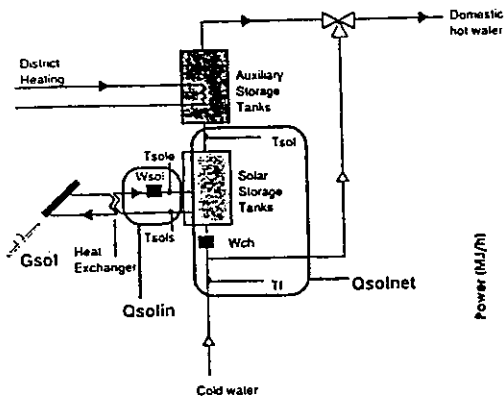 Domestic
hot water
District
Heating
Auxiliary
Storage
Tanks
Tsol
Tsole
Wsol
Solar
Storage
Tanks
Gsol
Heat
Exchanger
Tsols
Wch
Qsolin
Tf
Qsolnet
Cold water
Power (MJ/h)